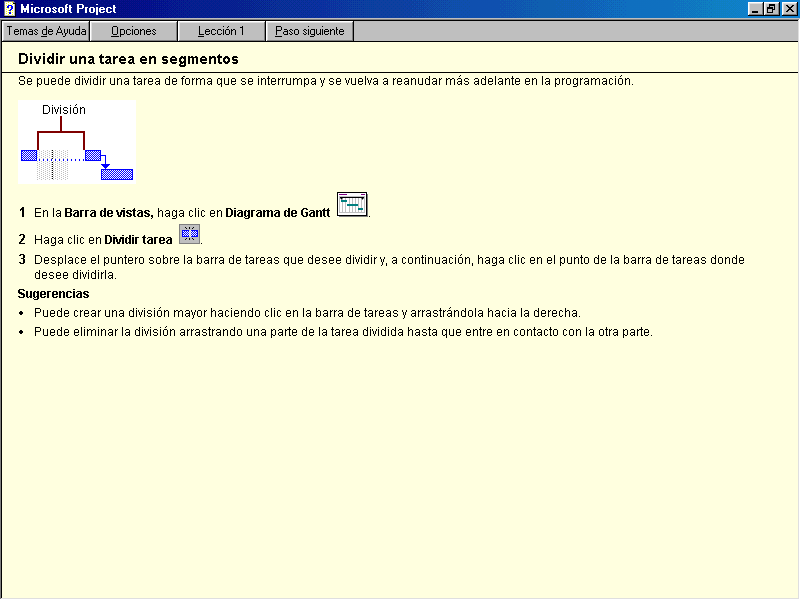 Microsoft Project
Temas de Ayuda Opciones Lección 1 Paso siguiente
Dividir una tarea en segmentos
Se puede dividir una tarea de forma que se interrumpa y se vuelva a reanudar más adelante en la programación.
División
1 En la Barra de vistas, haga clic en Diagrama de Gantt .
2 Haga clic en Dividir tarea .
3 Desplace el puntero sobre la barra de tareas que desee dividir y, a continuación, haga clic en el punto de la barra de tareas donde
desee dividirla.
Sugerencias
• Puede crear una división mayor haciendo clic en la barra de tareas y arrastrándola hacia la derecha.
• Puede eliminar la división arrastrando una parte de la tarea dividida hasta que entre en contacto con la otra parte.